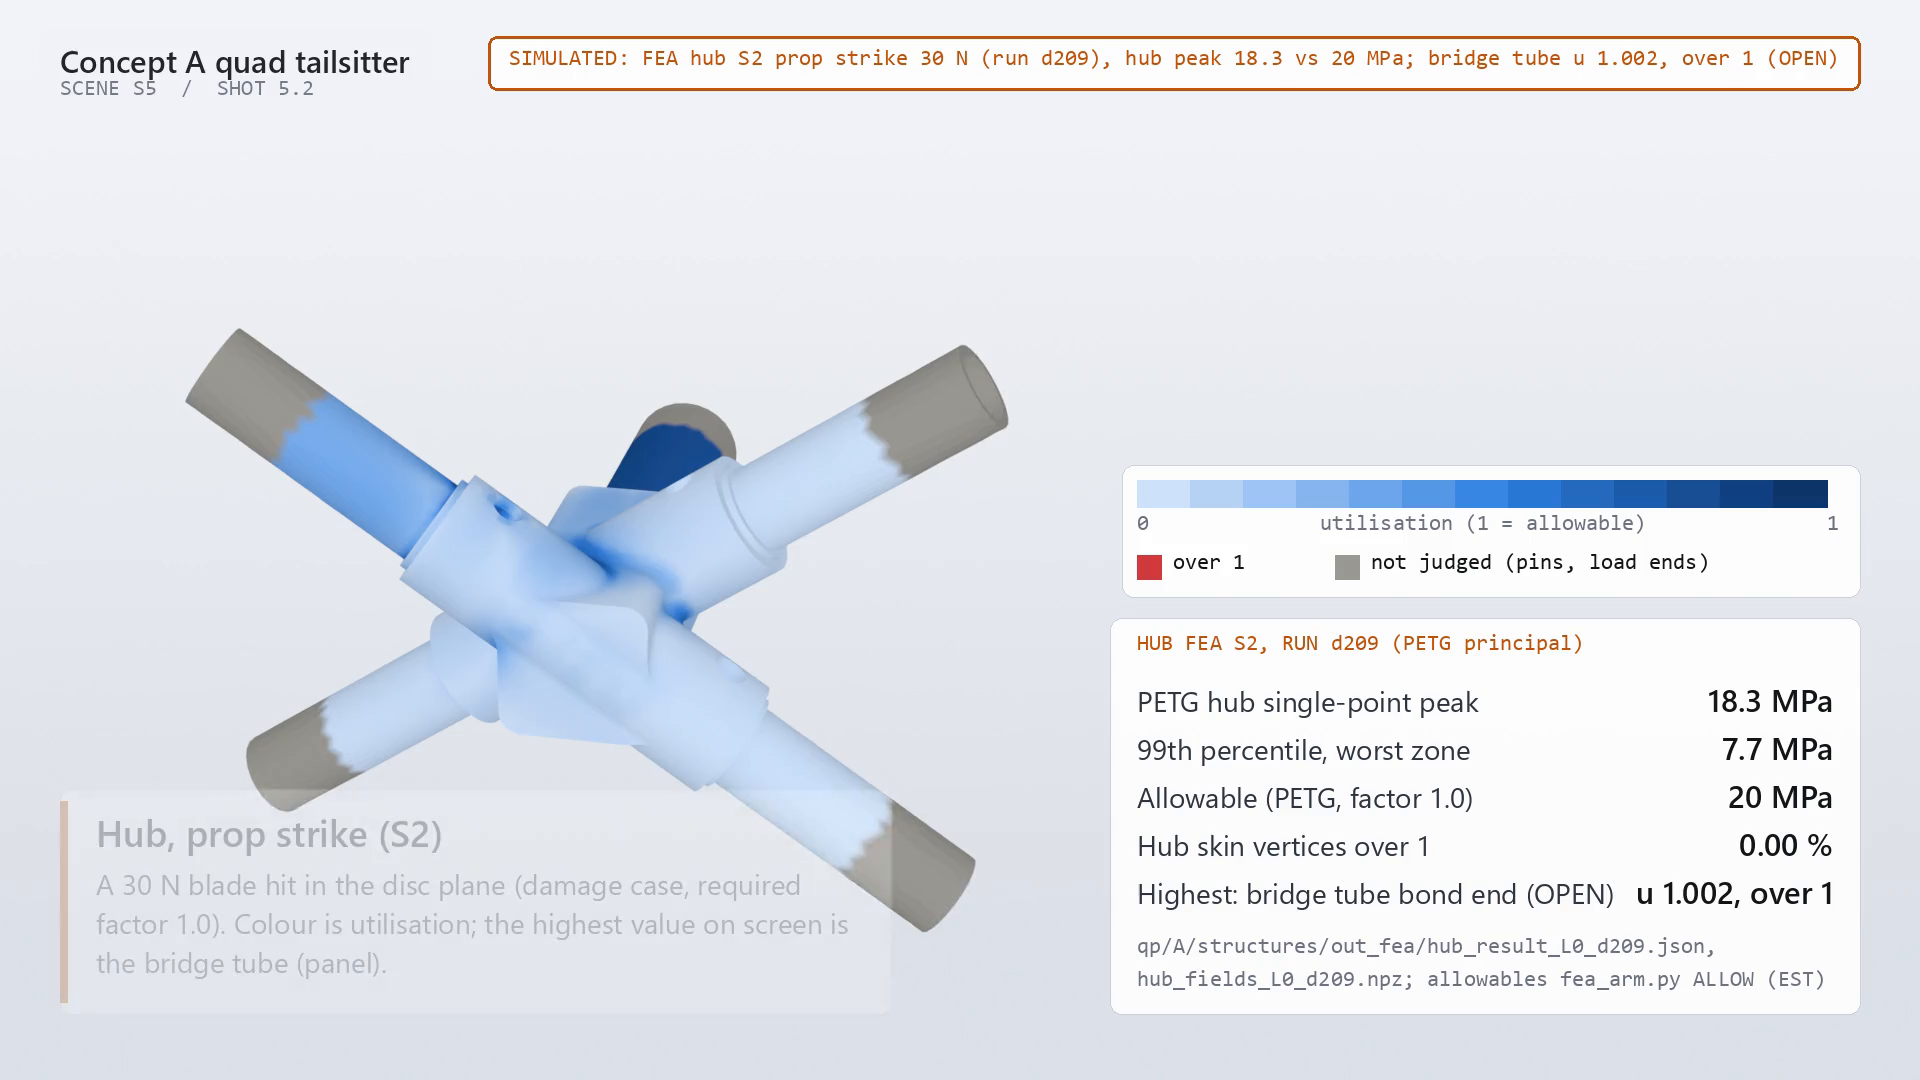 Concept A quad tailsitter
SCENE S5 / SHOT 5.2
SIMULATED: FEA hub S2 prop strike 30 N (run d209), hub peak 18.3 vs 20 MPa; bridge tube u 1.002, over 1 (OPEN)
0 utilisation (1 = allowable) 1
over 1 not judged (pins, load ends)
HUB FEA S2, RUN d209 (PETG principal)
PETG hub single-point peak 18.3 MPa
99th percentile, worst zone 7.7 MPa
Allowable (PETG, factor 1.0) 20 MPa
Hub skin vertices over 1 0.00 %
Highest: bridge tube bond end (OPEN) u 1.002, over 1
qp/A/structures/out_fea/hub_result_L0_d209.json,
hub_fields_L0_d209.npz; allowables fea_arm.py ALLOW (EST)
Hub, prop strike (S2)
A 30 N blade hit in the disc plane (damage case, required
factor 1.0). Colour is utilisation; the highest value on screen is
the bridge tube (panel).